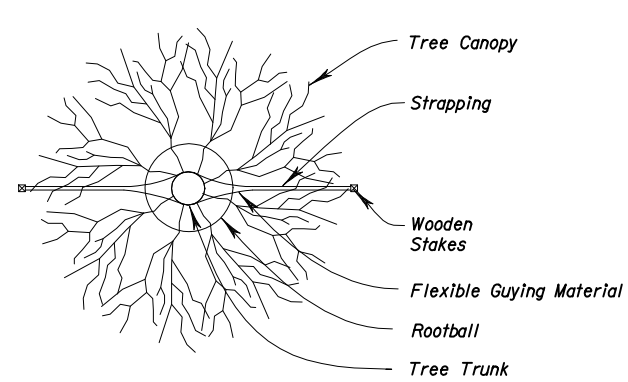 Tree Canopy
Strapping
Wooden
Stakes
Flexible Guying Material
Rootball
Tree Trunk